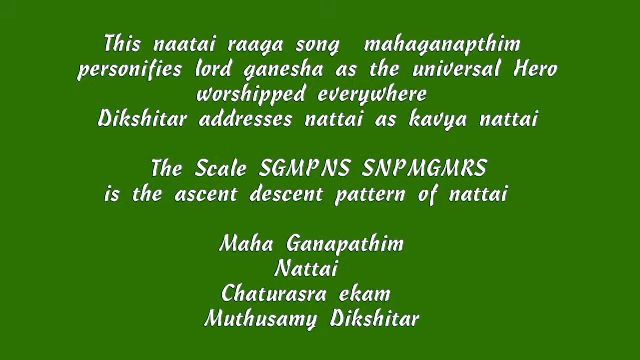 This naatai raaga song mahaganapthim
personifies lord ganesha as the universal Hero
worshipped everywhere
Dikshitar addresses nattai as kavya nattai
The Scale SGMPNS SNPMGMRS
is the ascent descent pattern of nattai
Maha Ganapathim
Nattai
Chaturasra ekam
Muthusamy Dikshitar